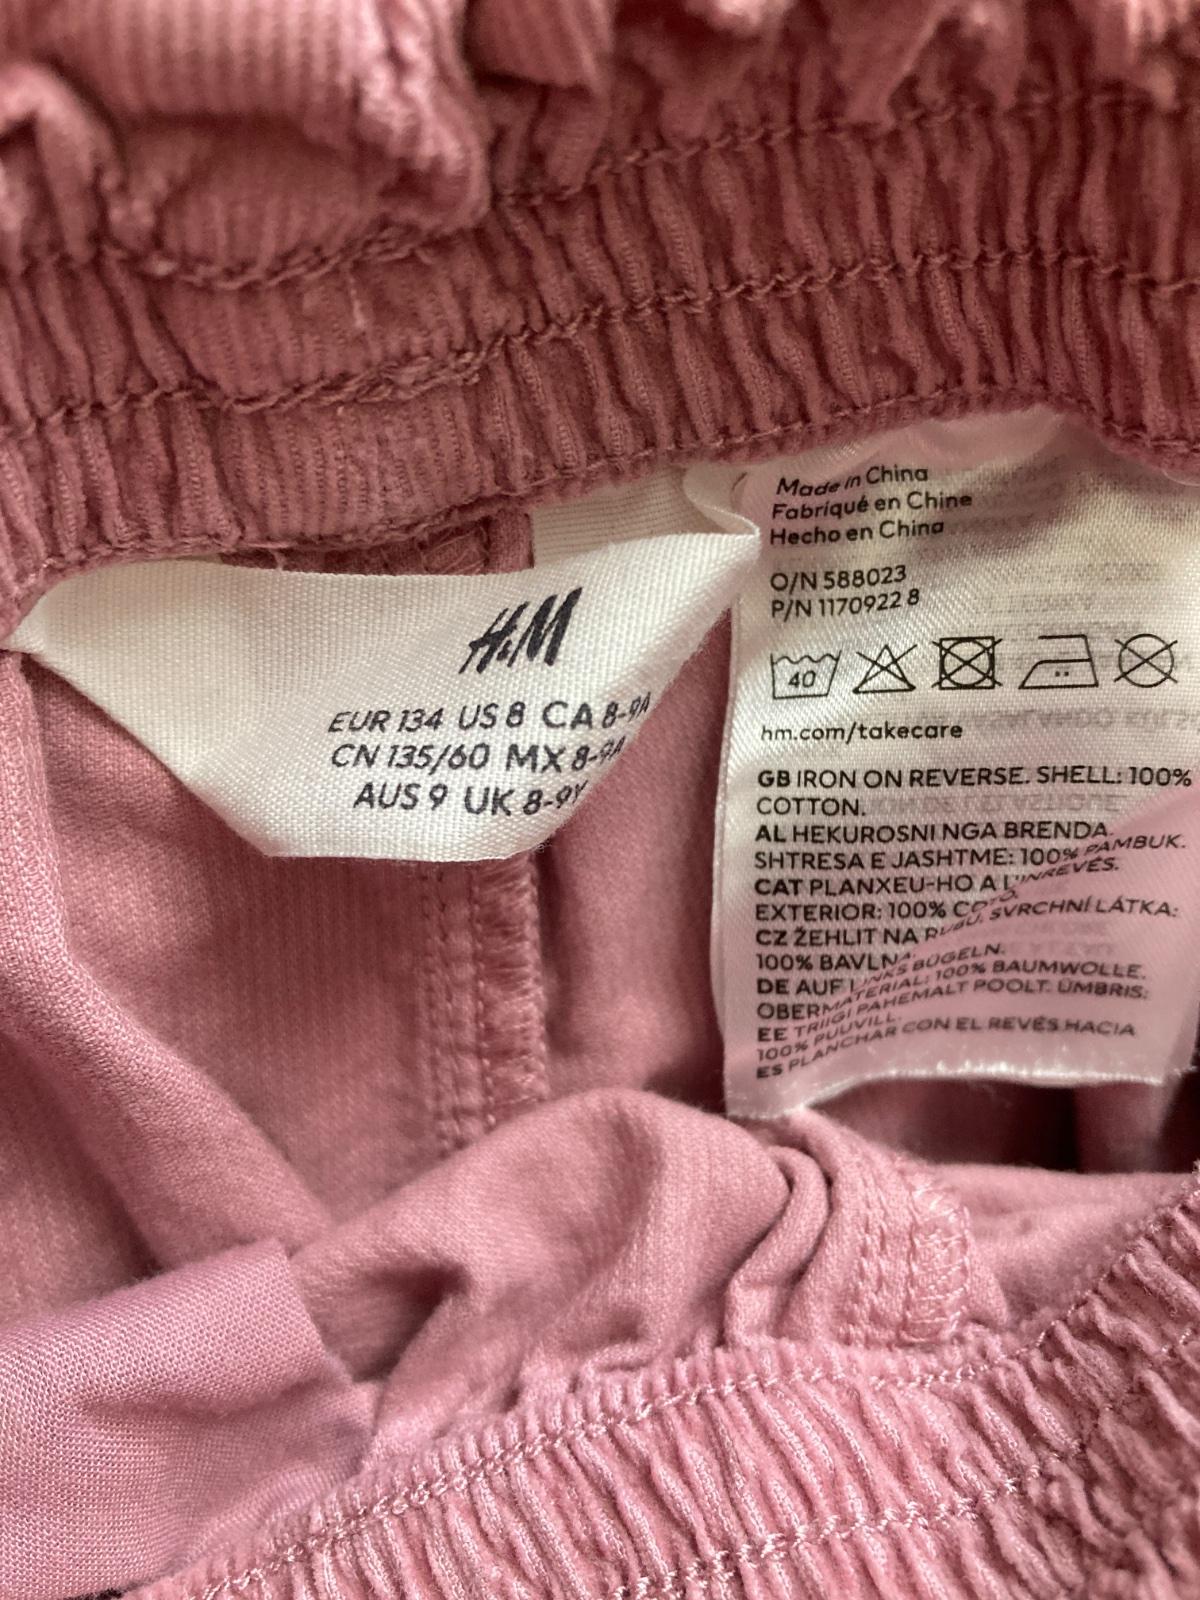 H&M
EUR 134 US 8 CA 8-9A
CN 135/60 MX 8-9A
AUS 9 UK 8-9Y
Made in China
Fabriqué en Chine
Hecho en China
O/N 588023
P/N 1170922 8
40
hm.com/takecare
GB IRON ON REVERSE. SHELL: 100%
COTTON.
AL HEKUROSNI NGA BRENDA.
SHTRESA E JASHTME: 100% PAMBUK.
CAT PLANXEU-HO A L'INREVÉS.
EXTERIOR: 100% COTÓ.
CZ ŽEHLIT NA RUBU. SVRCHNÍ LÁTKA:
100% BAVLNA.
DE AUF LINKS BÜGELN.
OBERMATERIAL: 100% BAUMWOLLE.
EE TRIIGI PAHEMALT POOLT. ÜMBRIS:
100% PUUVILL.
ES PLANCHAR CON EL REVÉS HACIA